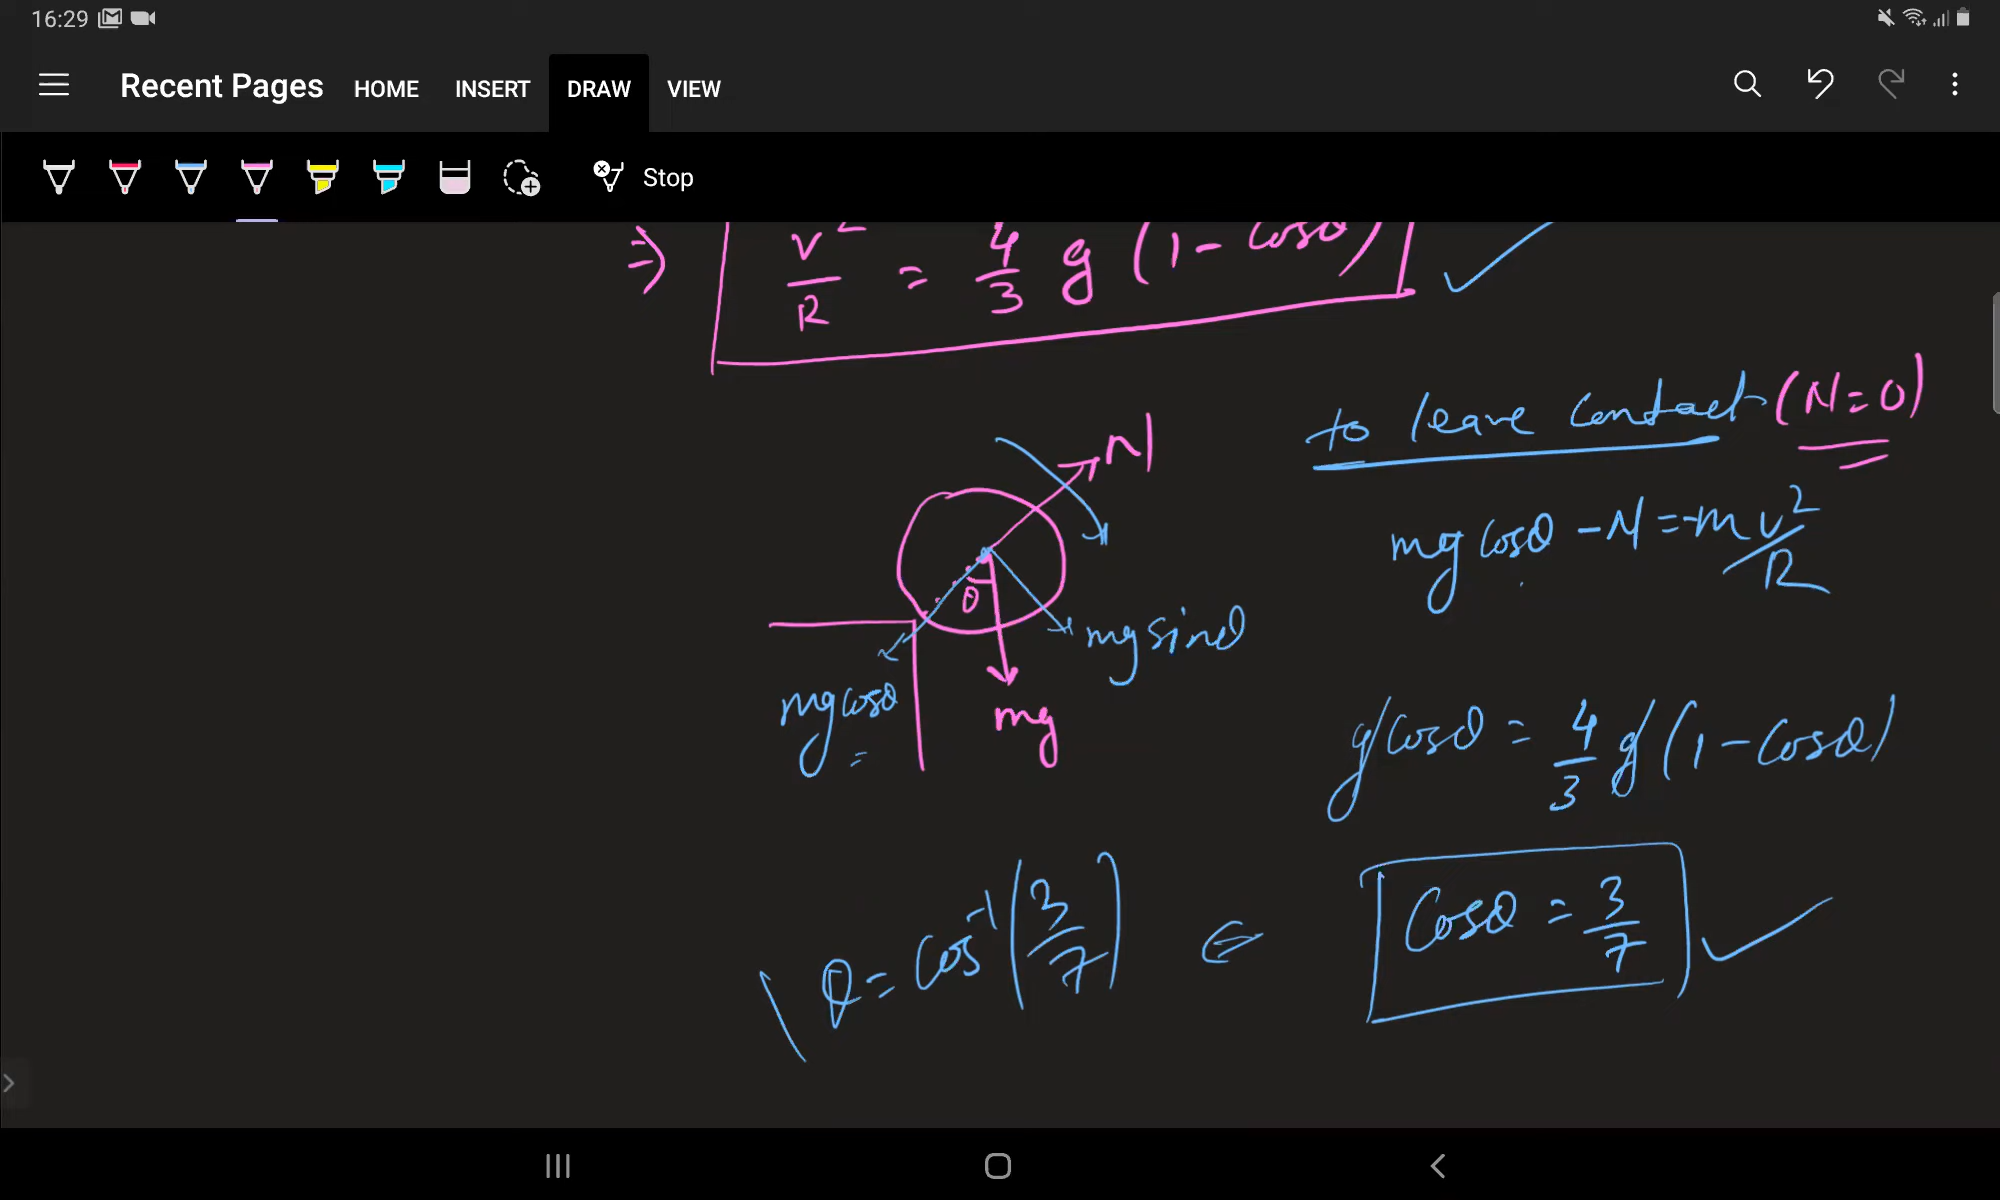 16:29
Recent Pages HOME INSERT DRAW VIEW
Stop
⇒ v²/R = 4/3 g (1 - Cosθ)
to leave contact (N=0)
N
mg Cosθ - N = mv²/R
θ
mg sinθ
mg cosθ
mg
g Cosθ = 4/3 g (1 - Cosθ)
Cosθ = 3/7
⇐
θ = Cos⁻¹(3/7)